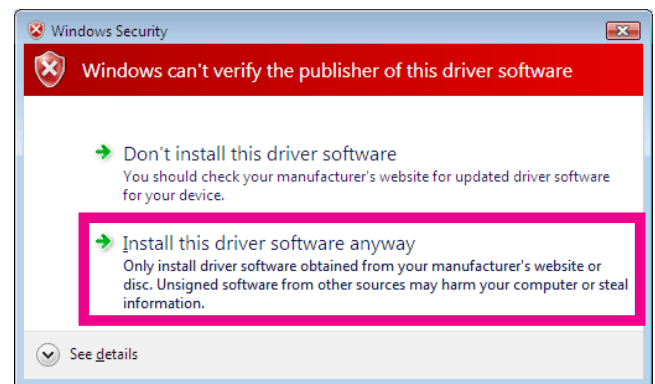 Windows Security
Windows can't verify the publisher of this driver software
Don't install this driver software
You should check your manufacturer's website for updated driver software
for your device.
Install this driver software anyway
Only install driver software obtained from your manufacturer's website or
disc. Unsigned software from other sources may harm your computer or steal
information.
See details